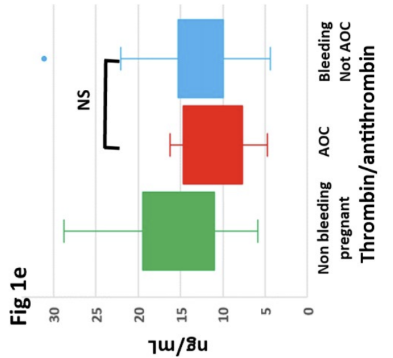 Fig 1e
NS
30
25
20
15
10
5
0
ng/mL
Non bleeding
pregnant
AOC
Bleeding
Not AOC
Thrombin/antithrombin